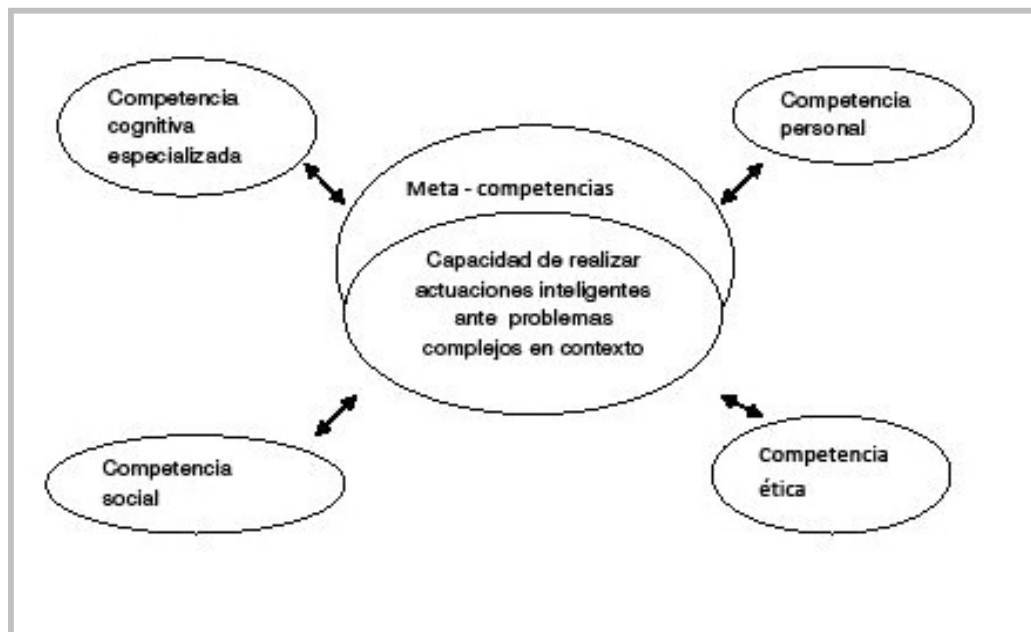 Competencia
cognitiva
especializada
Competencia
personal
Meta - competencias
Capacidad de realizar
actuaciones inteligentes
ante problemas
complejos en contexto
Competencia
social
Competencia
ética